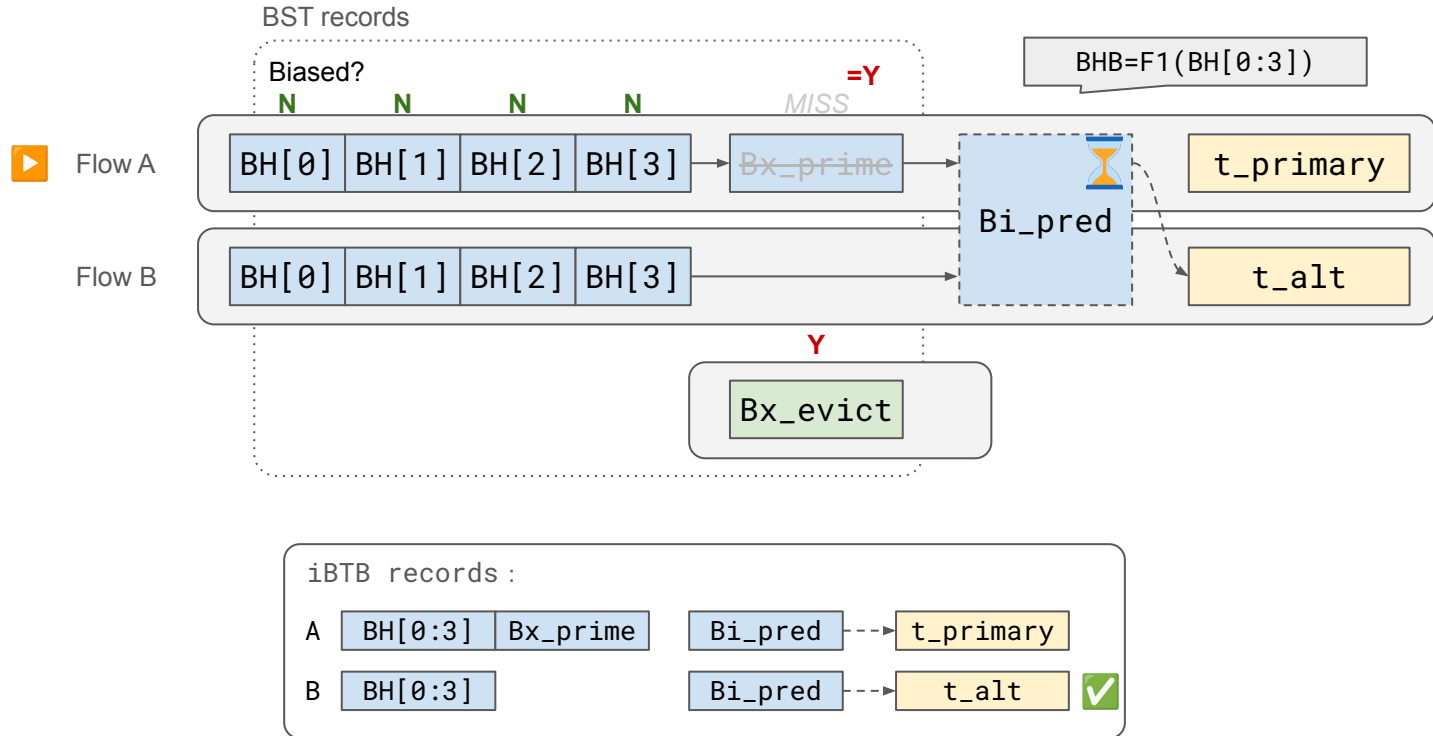 BST records
Biased?
=Y
BHB=F1(BH[0:3])
N N N N MISS
Flow A BH[0] BH[1] BH[2] BH[3] Bx_prime t_primary
Bi_pred
Flow B BH[0] BH[1] BH[2] BH[3] t_alt
Y
Bx_evict
iBTB records :
A BH[0:3] Bx_prime Bi_pred t_primary
B BH[0:3] Bi_pred t_alt